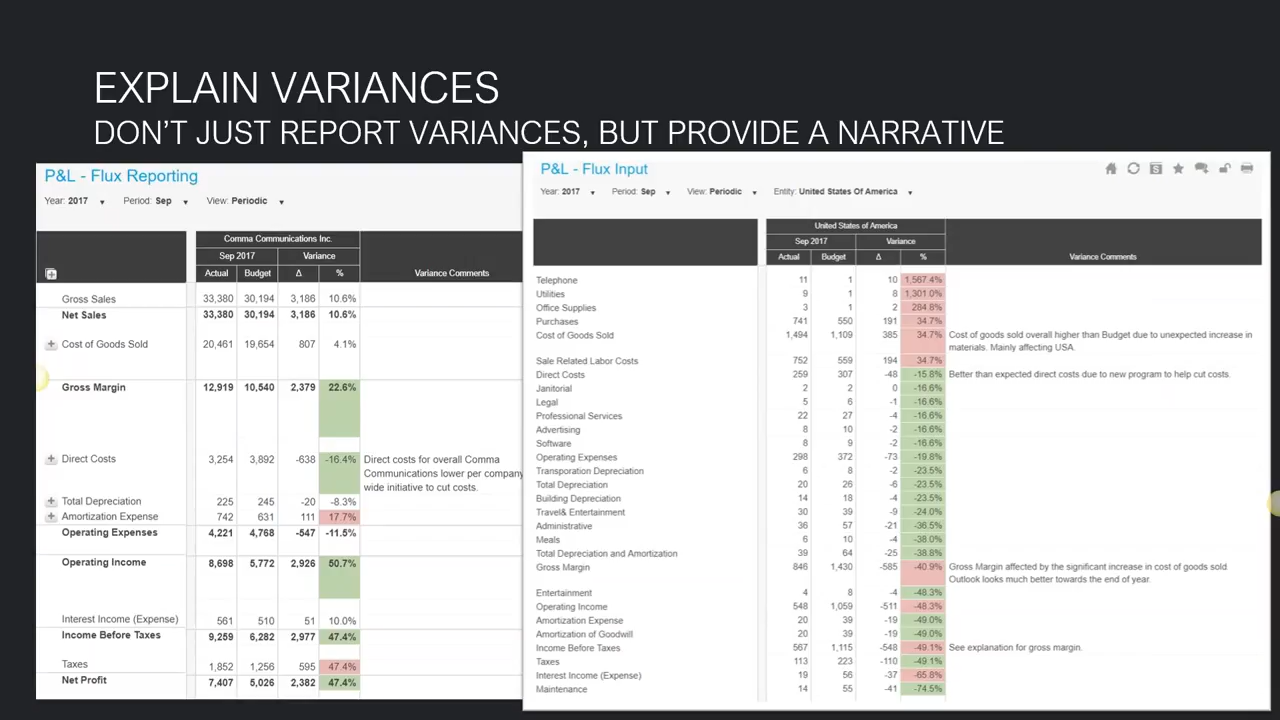 EXPLAIN VARIANCES
DON'T JUST REPORT VARIANCES, BUT PROVIDE A NARRATIVE
P&L - Flux Reporting
Year: 2017 Period: Sep View: Periodic
Comma Communications Inc.
Sep 2017 Variance
Actual Budget Δ % Variance Comments
Gross Sales 33,380 30,194 3,186 10.6%
Net Sales 33,380 30,194 3,186 10.6%
Cost of Goods Sold 20,461 19,654 807 4.1%
Gross Margin 12,919 10,540 2,379 22.6%
Direct Costs 3,254 3,892 -638 -16.4% Direct costs for overall Comma
Communications lower per company
wide initiative to cut costs.
Total Depreciation 225 245 -20 -8.3%
Amortization Expense 742 631 111 17.7%
Operating Expenses 4,221 4,768 -547 -11.5%
Operating Income 8,698 5,772 2,926 50.7%
Interest Income (Expense) 561 510 51 10.0%
Income Before Taxes 9,259 6,282 2,977 47.4%
Taxes 1,852 1,256 595 47.4%
Net Profit 7,407 5,026 2,382 47.4%
P&L - Flux Input
Year: 2017 Period: Sep View: Periodic Entity: United States Of America
United States of America
Sep 2017 Variance
Actual Budget Δ % Variance Comments
Telephone 11 1 10 1,567.4%
Utilities 9 1 8 1,301.0%
Office Supplies 3 1 2 284.8%
Purchases 741 550 191 34.7%
Cost of Goods Sold 1,494 1,109 385 34.7% Cost of goods sold overall higher than Budget due to unexpected increase in
materials. Mainly affecting USA.
Sale Related Labor Costs 752 559 194 34.7%
Direct Costs 259 307 -48 -15.8% Better than expected direct costs due to new program to help cut costs.
Janitorial 2 2 0 -16.6%
Legal 5 6 -1 -16.6%
Professional Services 22 27 -4 -16.6%
Advertising 8 10 -2 -16.6%
Software 8 9 -2 -16.6%
Operating Expenses 298 372 -73 -19.8%
Transporation Depreciation 6 8 -2 -23.5%
Total Depreciation 20 26 -6 -23.5%
Building Depreciation 14 18 -4 -23.5%
Travel& Entertainment 30 39 -9 -24.0%
Administrative 36 57 -21 -36.5%
Meals 6 10 -4 -38.0%
Total Depreciation and Amortization 39 64 -25 -38.8%
Gross Margin 846 1,430 -585 -40.9% Gross Margin affected by the significant increase in cost of goods sold.
Outlook looks much better towards the end of year.
Entertainment 4 8 -4 -48.3%
Operating Income 548 1,059 -511 -48.3%
Amortization Expense 20 39 -19 -49.0%
Amortization of Goodwill 20 39 -19 -49.0%
Income Before Taxes 567 1,115 -548 -49.1% See explanation for gross margin.
Taxes 113 223 -110 -49.1%
Interest Income (Expense) 19 56 -37 -65.8%
Maintenance 14 55 -41 -74.5%